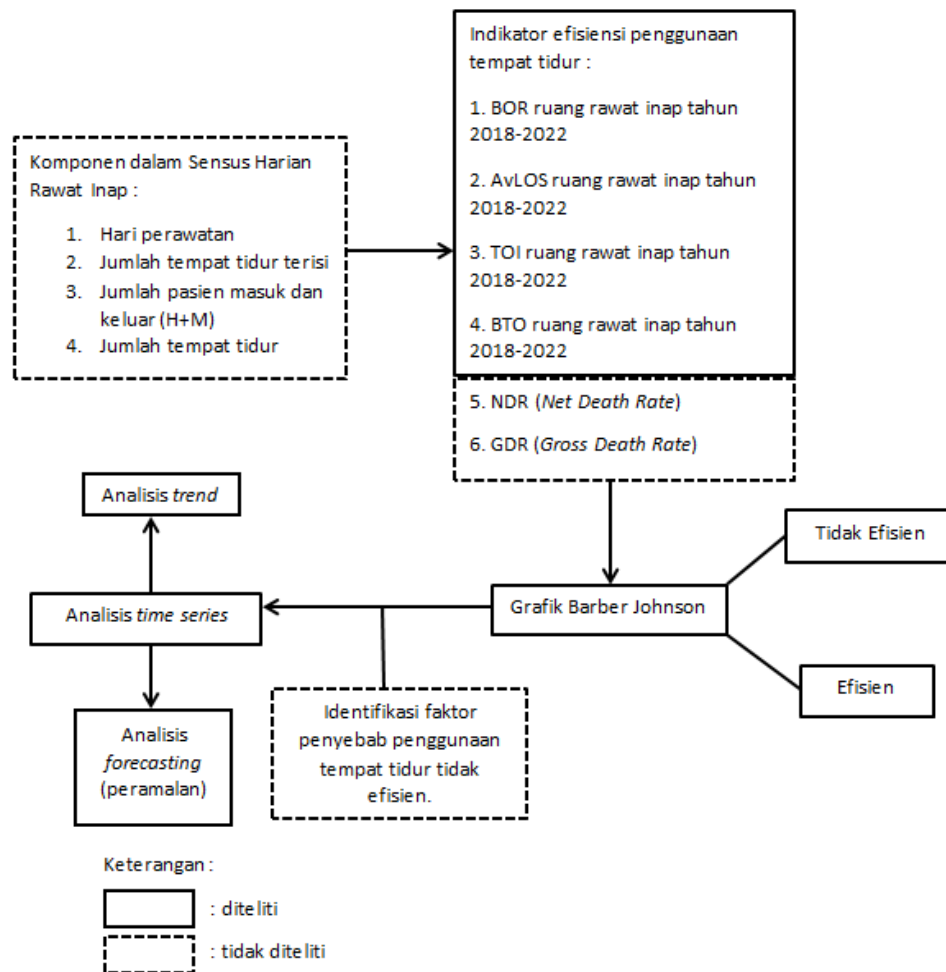 Indikator efisiensi penggunaan
tempat tidur :
1. BOR ruang rawat inap tahun
2018-2022
2. AvLOS ruang rawat inap tahun
2018-2022
3. TOI ruang rawat inap tahun
2018-2022
4. BTO ruang rawat inap tahun
2018-2022
5. NDR (Net Death Rate)
6. GDR (Gross Death Rate)
Komponen dalam Sensus Harian
Rawat Inap :
1. Hari perawatan
2. Jumlah tempat tidur terisi
3. Jumlah pasien masuk dan
keluar (H+M)
4. Jumlah tempat tidur
Analisis trend
Analisis time series
Analisis
forecasting
(peramalan)
Grafik Barber Johnson
Tidak Efisien
Efisien
Identifikasi faktor
penyebab penggunaan
tempat tidur tidak
efisien.
Keterangan :
: diteliti
: tidak diteliti